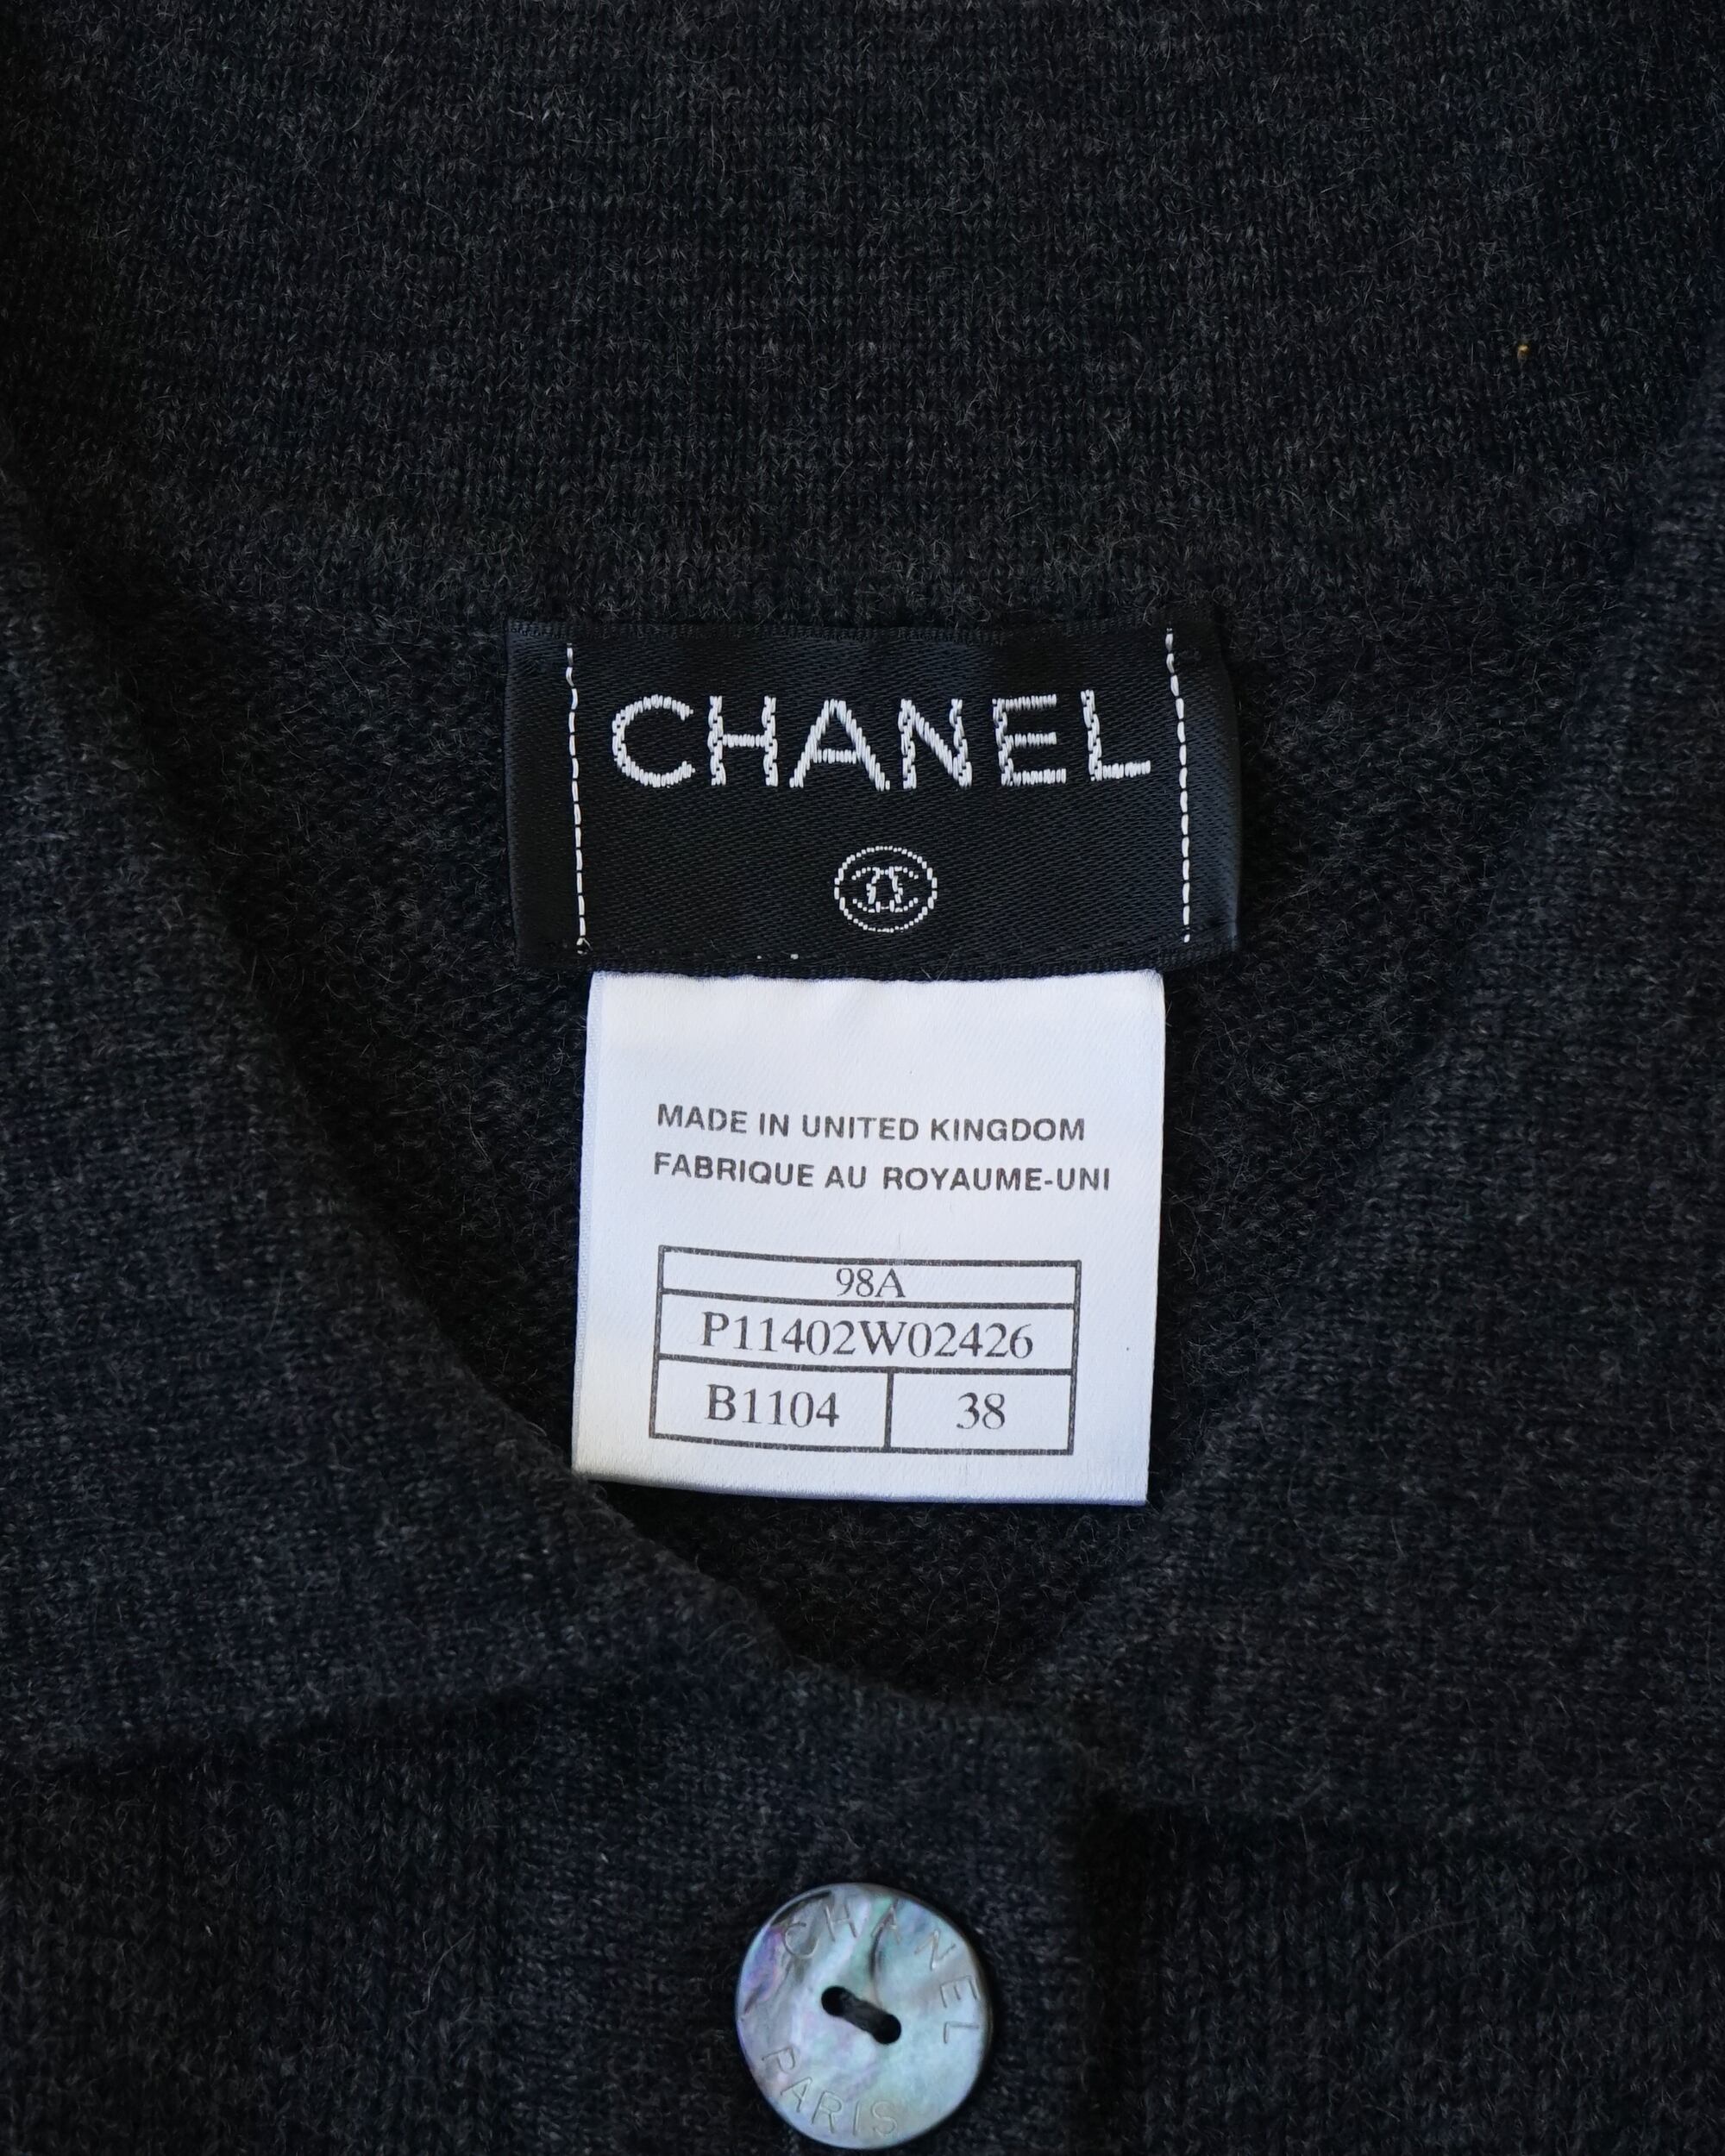 CHANEL
MADE IN UNITED KINGDOM
FABRIQUE AU ROYAUME-UNI
98A
P11402W02426
B1104 38
CHANEL
PARIS